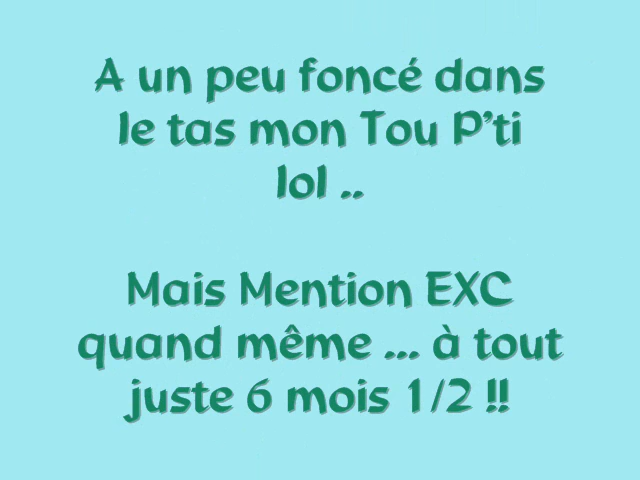 A un peu foncé dans
le tas mon Tou P'ti
lol ..
Mais Mention EXC
quand même ... à tout
juste 6 mois 1/2 !!